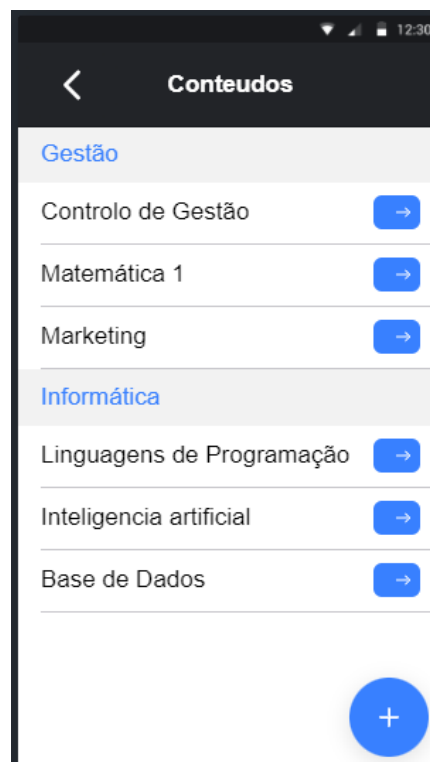 12:30
Conteudos
Gestão
Controlo de Gestão
Matemática 1
Marketing
Informática
Linguagens de Programação
Inteligencia artificial
Base de Dados